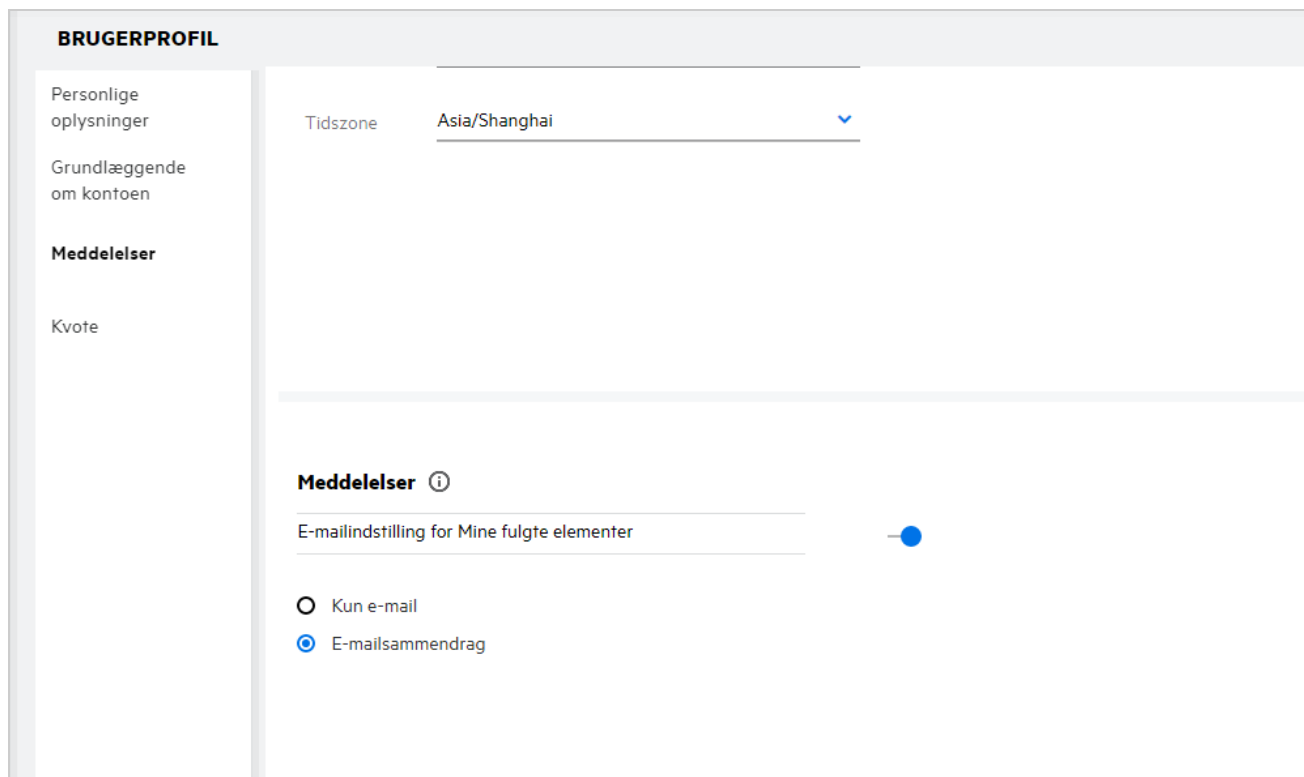 BRUGERPROFIL
Personlige
oplysninger
Grundlæggende
om kontoen
Meddelelser
Kvote
Tidszone Asia/Shanghai
Meddelelser
E-mailindstilling for Mine fulgte elementer
Kun e-mail
E-mailsammendrag